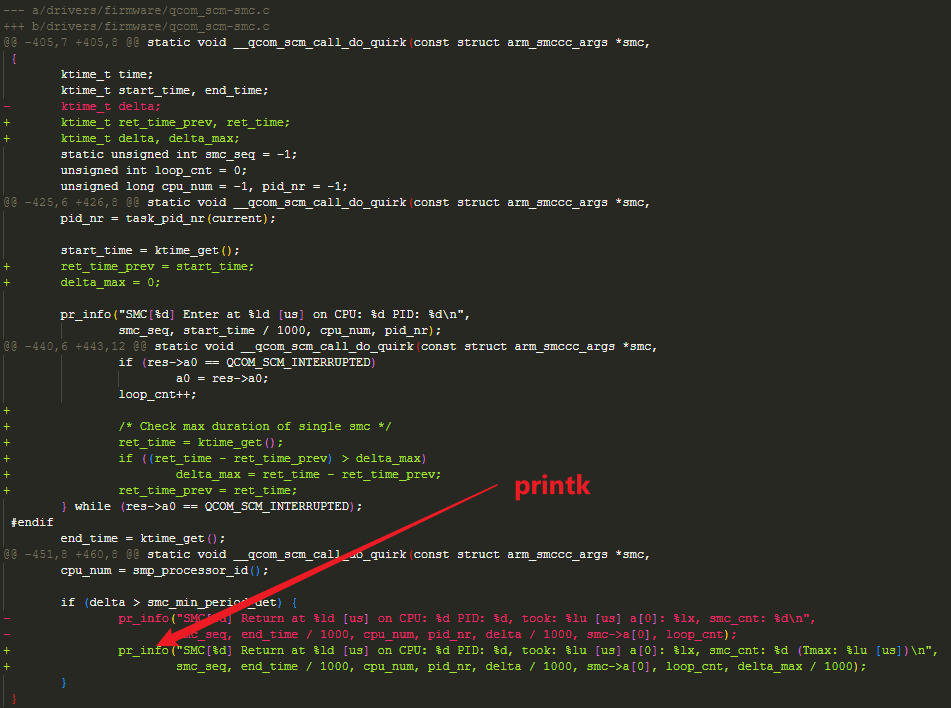 --- a/drivers/firmware/qcom_scm-smc.c
+++ b/drivers/firmware/qcom_scm-smc.c
@@ -405,7 +405,8 @@ static void __qcom_scm_call_do_quirk(const struct arm_smccc_args *smc,
 {
        ktime_t time;
        ktime_t start_time, end_time;
-       ktime_t delta;
+       ktime_t ret_time_prev, ret_time;
+       ktime_t delta, delta_max;
        static unsigned int smc_seq = -1;
        unsigned int loop_cnt = 0;
        unsigned long cpu_num = -1, pid_nr = -1;
@@ -425,6 +426,8 @@ static void __qcom_scm_call_do_quirk(const struct arm_smccc_args *smc,
        pid_nr = task_pid_nr(current);
        start_time = ktime_get();
+       ret_time_prev = start_time;
+       delta_max = 0;
        pr_info("SMC[%d] Enter at %ld [us] on CPU: %d PID: %d\n",
                smc_seq, start_time / 1000, cpu_num, pid_nr);
@@ -440,6 +443,12 @@ static void __qcom_scm_call_do_quirk(const struct arm_smccc_args *smc,
                if (res->a0 == QCOM_SCM_INTERRUPTED)
                        a0 = res->a0;
                loop_cnt++;
+
+               /* Check max duration of single smc */
+               ret_time = ktime_get();
+               if ((ret_time - ret_time_prev) > delta_max)
+                       delta_max = ret_time - ret_time_prev;
+               ret_time_prev = ret_time;
        } while (res->a0 == QCOM_SCM_INTERRUPTED);
 #endif
        end_time = ktime_get();
printk
@@ -451,8 +460,8 @@ static void __qcom_scm_call_do_quirk(const struct arm_smccc_args *smc,
        cpu_num = smp_processor_id();
        if (delta > smc_min_period_det) {
-               pr_info("SMC[%d] Return at %ld [us] on CPU: %d PID: %d, took: %lu [us] a[0]: %lx, smc_cnt: %d\n",
-                       smc_seq, end_time / 1000, cpu_num, pid_nr, delta / 1000, smc->a[0], loop_cnt);
+               pr_info("SMC[%d] Return at %ld [us] on CPU: %d PID: %d, took: %lu [us] a[0]: %lx, smc_cnt: %d (Tmax: %lu [us])\n",
+                       smc_seq, end_time / 1000, cpu_num, pid_nr, delta / 1000, smc->a[0], loop_cnt, delta_max / 1000);
        }
 }